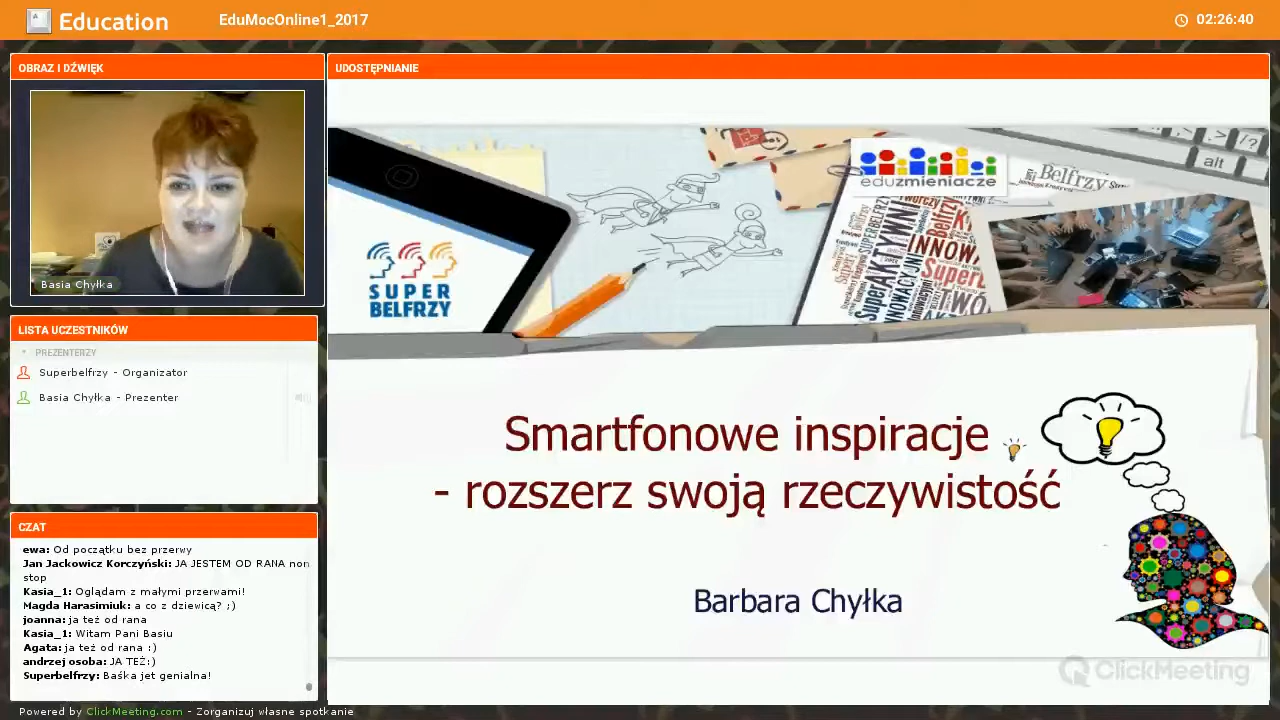 Education
EduMocOnline1_2017
02:26:40
OBRAZ I DŹWIĘK
Basia Chyłka
LISTA UCZESTNIKÓW
PREZENTERZY
Superbelfrzy - Organizator
Basia Chyłka - Prezenter
CZAT
ewa: Od początku bez przerwy
Jan Jackowicz Korczyński: JA JESTEM OD RANA non
stop
Kasia_1: Oglądam z małymi przerwami!
Magda Harasimiuk: a co z dziewicą? ;)
joanna: ja też od rana
Kasia_1: Witam Pani Basiu
Agata: ja też od rana :)
andrzej osoba: JA TEŻ:)
Superbelfrzy: Baśka jet genialna!
Powered by ClickMeeting.com - Zorganizuj własne spotkanie
UDOSTĘPNIANIE
SUPER
BELFRZY
eduzmieniacze
Belfrzy
alt
AKTYWNI
INNOWA
Smartfonowe inspiracje
- rozszerz swoją rzeczywistość
Barbara Chyłka
ClickMeeting